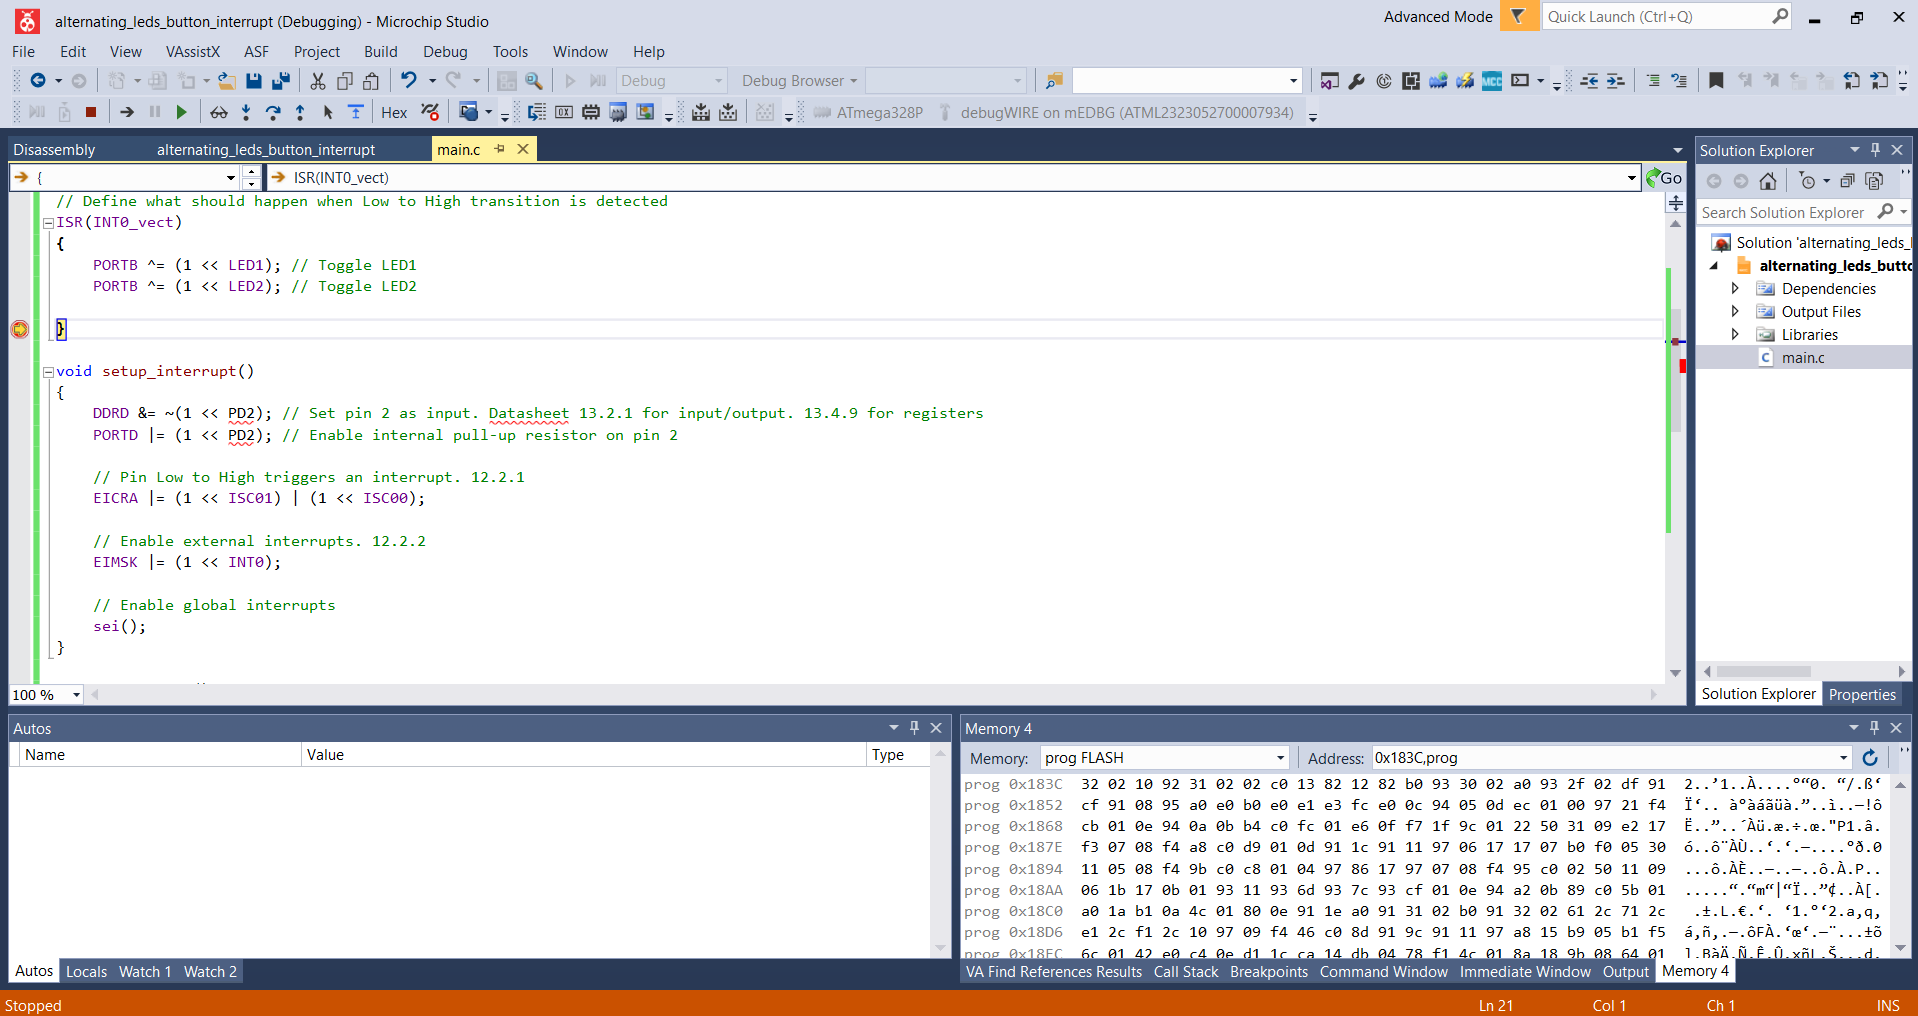 alternating_leds_button_interrupt (Debugging) - Microchip Studio
Advanced Mode
Quick Launch (Ctrl+Q)
File Edit View VAssistX ASF Project Build Debug Tools Window Help
Debug Debug Browser
MCC
Hex ATmega328P debugWIRE on mEDBG (ATML2323052700007934)
Disassembly alternating_leds_button_interrupt main.c
{ ISR(INT0_vect) Go
// Define what should happen when Low to High transition is detected
ISR(INT0_vect)
{
PORTB ^= (1 << LED1); // Toggle LED1
PORTB ^= (1 << LED2); // Toggle LED2
}
void setup_interrupt()
{
DDRD &= ~(1 << PD2); // Set pin 2 as input. Datasheet 13.2.1 for input/output. 13.4.9 for registers
PORTD |= (1 << PD2); // Enable internal pull-up resistor on pin 2
// Pin Low to High triggers an interrupt. 12.2.1
EICRA |= (1 << ISC01) | (1 << ISC00);
// Enable external interrupts. 12.2.2
EIMSK |= (1 << INT0);
// Enable global interrupts
sei();
}
100 %
Solution Explorer
Search Solution Explorer
Solution 'alternating_leds_
alternating_leds_butto
Dependencies
Output Files
Libraries
main.c
Solution Explorer Properties
Autos
Name Value Type
Autos Locals Watch 1 Watch 2
Memory 4
Memory: prog FLASH Address: 0x183C,prog
prog 0x183C 32 02 10 92 31 02 02 c0 13 82 12 82 b0 93 30 02 a0 93 2f 02 df 91 2..’1..À....°“0. “/.ß‘
prog 0x1852 cf 91 08 95 a0 e0 b0 e0 e1 e3 fc e0 0c 94 05 0d ec 01 00 97 21 f4 Ï‘.. à°àáãüà.”..ì..—!ô
prog 0x1868 cb 01 0e 94 0a 0b b4 c0 fc 01 e6 0f f7 1f 9c 01 22 50 31 09 e2 17 Ë..”..´Àü.æ.÷.œ."P1.â.
prog 0x187E f3 07 08 f4 a8 c0 d9 01 0d 91 1c 91 11 97 06 17 17 07 b0 f0 05 30 ó..ô¨ÀÙ..‘.‘.—....°ð.0
prog 0x1894 11 05 08 f4 9b c0 c8 01 04 97 86 17 97 07 08 f4 95 c0 02 50 11 09 ...ô.ÀÈ..—..—..ô.À.P..
prog 0x18AA 06 1b 17 0b 01 93 11 93 6d 93 7c 93 cf 01 0e 94 a2 0b 89 c0 5b 01 .....“.“m“|“Ï..”¢..À[.
prog 0x18C0 a0 1a b1 0a 4c 01 80 0e 91 1e a0 91 31 02 b0 91 32 02 61 2c 71 2c .±.L.€.‘. ‘1.°‘2.a,q,
prog 0x18D6 e1 2c f1 2c 10 97 09 f4 46 c0 8d 91 9c 91 11 97 a8 15 b9 05 b1 f5 á,ñ,.—.ôFÀ.‘œ‘.—¨...±õ
prog 0x18EC 6c 01 42 e0 c4 0e d1 1c ca 14 db 04 78 f1 4c 01 8a 18 9b 08 64 01 l.BàÄ.Ñ.Ê.Û.xñL.Š...d.
VA Find References Results Call Stack Breakpoints Command Window Immediate Window Output Memory 4
Stopped Ln 21 Col 1 Ch 1 INS